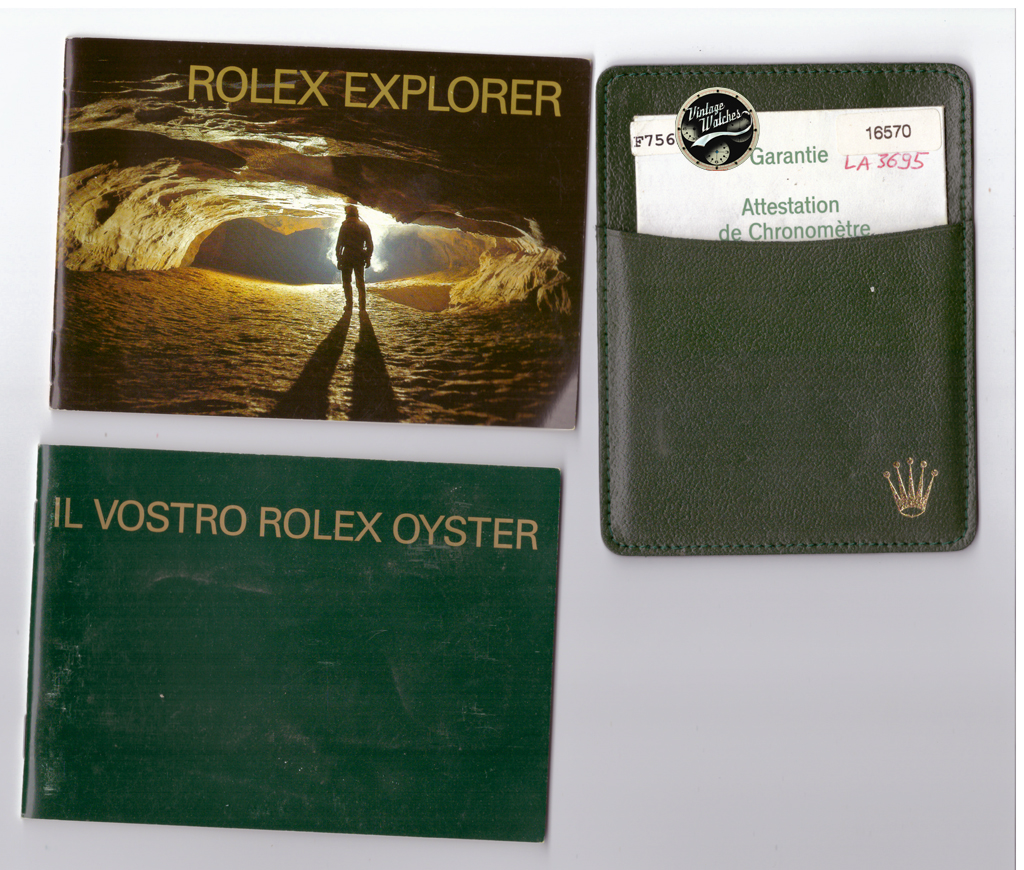 ROLEX EXPLORER
F756
Vintage
Watches
16570
Garantie
LA 3695
Attestation
de Chronomètre
IL VOSTRO ROLEX OYSTER